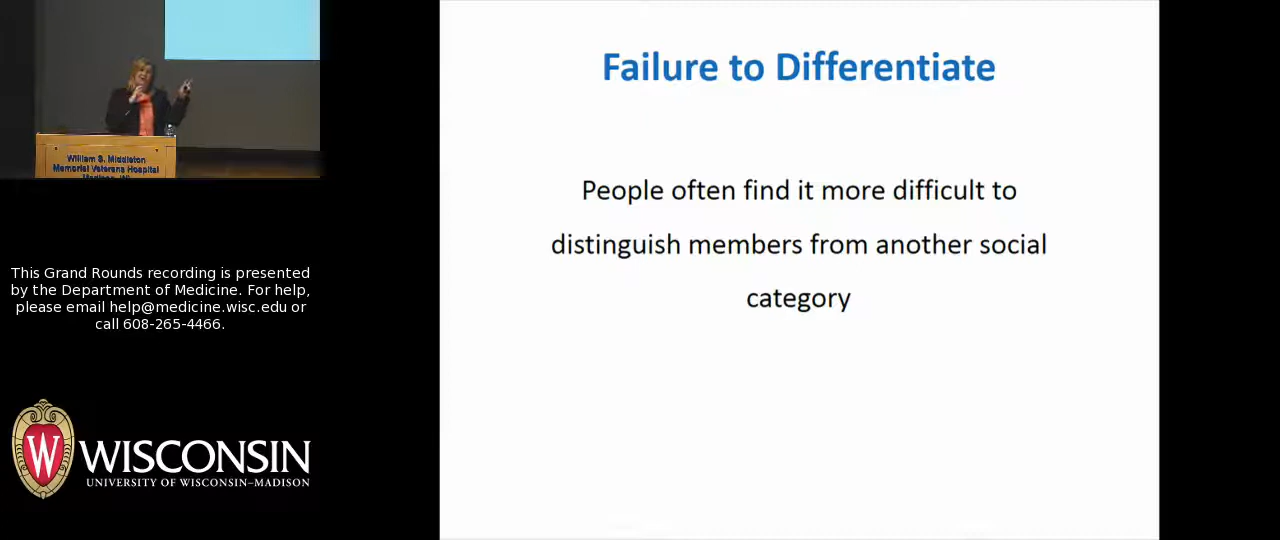 William S. Middleton
Memorial Veterans Hospital
Madison, WI
This Grand Rounds recording is presented
by the Department of Medicine. For help,
please email help@medicine.wisc.edu or
call 608-265-4466.
W
WISCONSIN
UNIVERSITY OF WISCONSIN–MADISON
Failure to Differentiate
People often find it more difficult to
distinguish members from another social
category